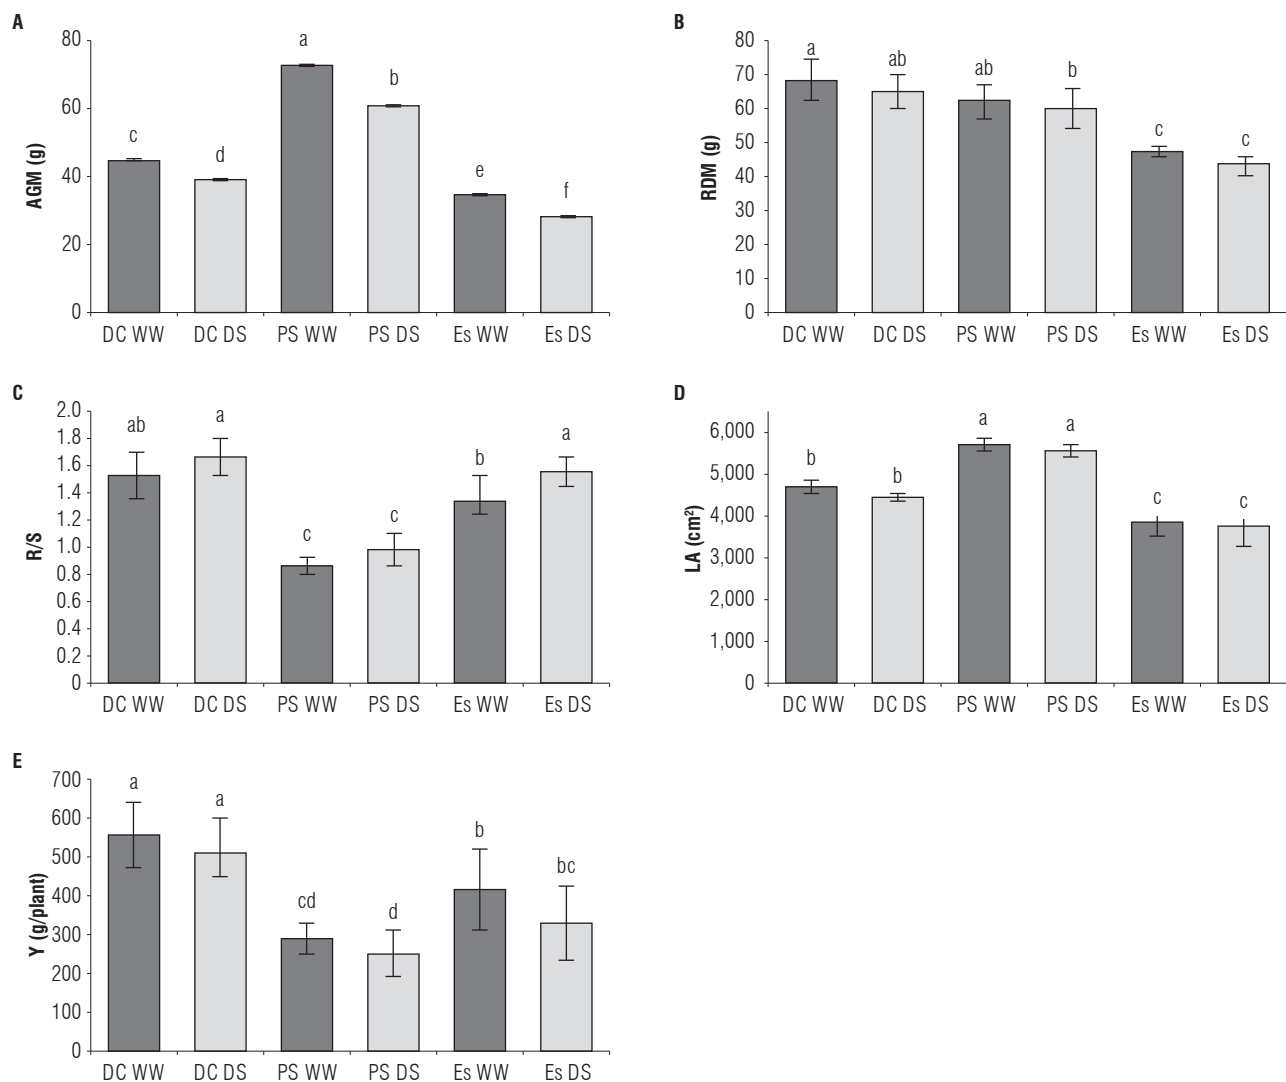 A
AGM (g)
80
60
40
20
0
c
d
a
b
e
f
DC WW
DC DS
PS WW
PS DS
Es WW
Es DS
B
RDM (g)
80
70
60
50
40
30
20
10
0
a
ab
ab
b
c
c
DC WW
DC DS
PS WW
PS DS
Es WW
Es DS
C
R/S
2.0
1.8
1.6
1.4
1.2
1.0
0.8
0.6
0.4
0.2
0
ab
a
c
c
b
a
DC WW
DC DS
PS WW
PS DS
Es WW
Es DS
D
LA (cm²)
6,000
5,000
4,000
3,000
2,000
1,000
0
b
b
a
a
c
c
DC WW
DC DS
PS WW
PS DS
Es WW
Es DS
E
Y (g/plant)
700
600
500
400
300
200
100
0
a
a
cd
d
b
bc
DC WW
DC DS
PS WW
PS DS
Es WW
Es DS